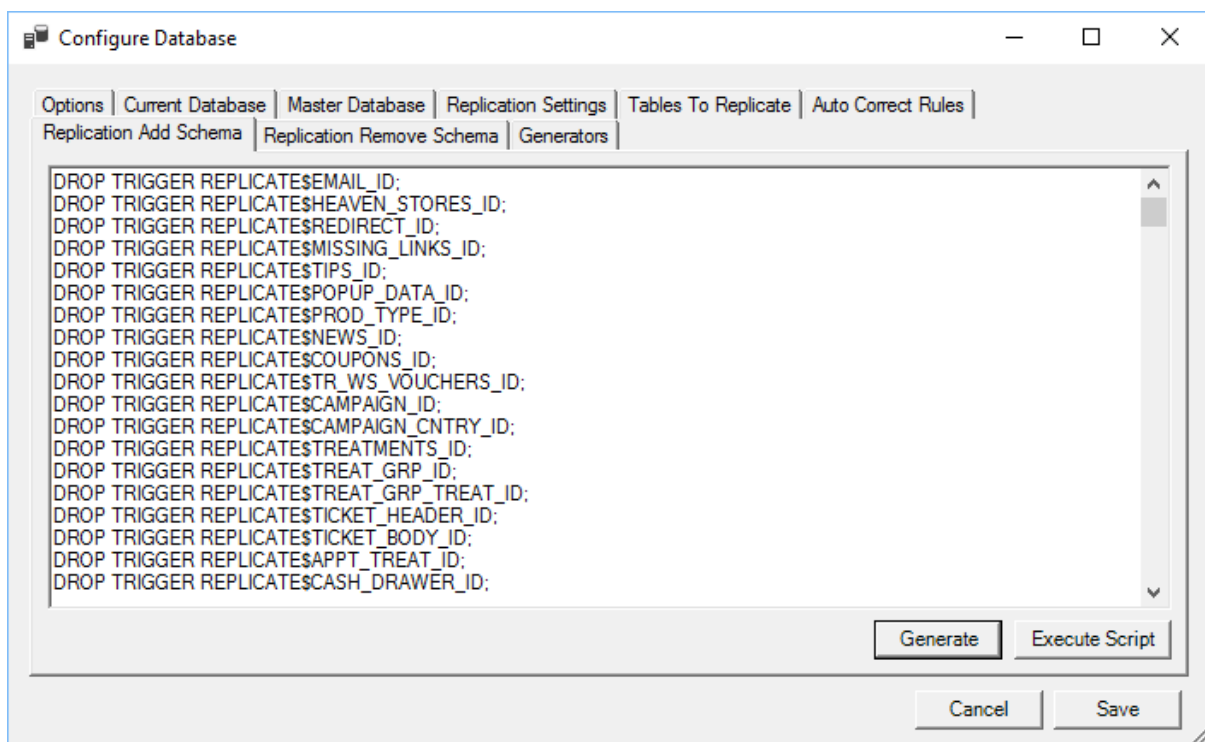 Configure Database
Options Current Database Master Database Replication Settings Tables To Replicate Auto Correct Rules
Replication Add Schema Replication Remove Schema Generators
DROP TRIGGER REPLICATE$EMAIL_ID;
DROP TRIGGER REPLICATE$HEAVEN_STORES_ID;
DROP TRIGGER REPLICATE$REDIRECT_ID;
DROP TRIGGER REPLICATE$MISSING_LINKS_ID;
DROP TRIGGER REPLICATE$TIPS_ID;
DROP TRIGGER REPLICATE$POPUP_DATA_ID;
DROP TRIGGER REPLICATE$PROD_TYPE_ID;
DROP TRIGGER REPLICATE$NEWS_ID;
DROP TRIGGER REPLICATE$COUPONS_ID;
DROP TRIGGER REPLICATE$TR_WS_VOUCHERS_ID;
DROP TRIGGER REPLICATE$CAMPAIGN_ID;
DROP TRIGGER REPLICATE$CAMPAIGN_CNTRY_ID;
DROP TRIGGER REPLICATE$TREATMENTS_ID;
DROP TRIGGER REPLICATE$TREAT_GRP_ID;
DROP TRIGGER REPLICATE$TREAT_GRP_TREAT_ID;
DROP TRIGGER REPLICATE$TICKET_HEADER_ID;
DROP TRIGGER REPLICATE$TICKET_BODY_ID;
DROP TRIGGER REPLICATE$APPT_TREAT_ID;
DROP TRIGGER REPLICATE$CASH_DRAWER_ID;
Generate Execute Script
Cancel Save